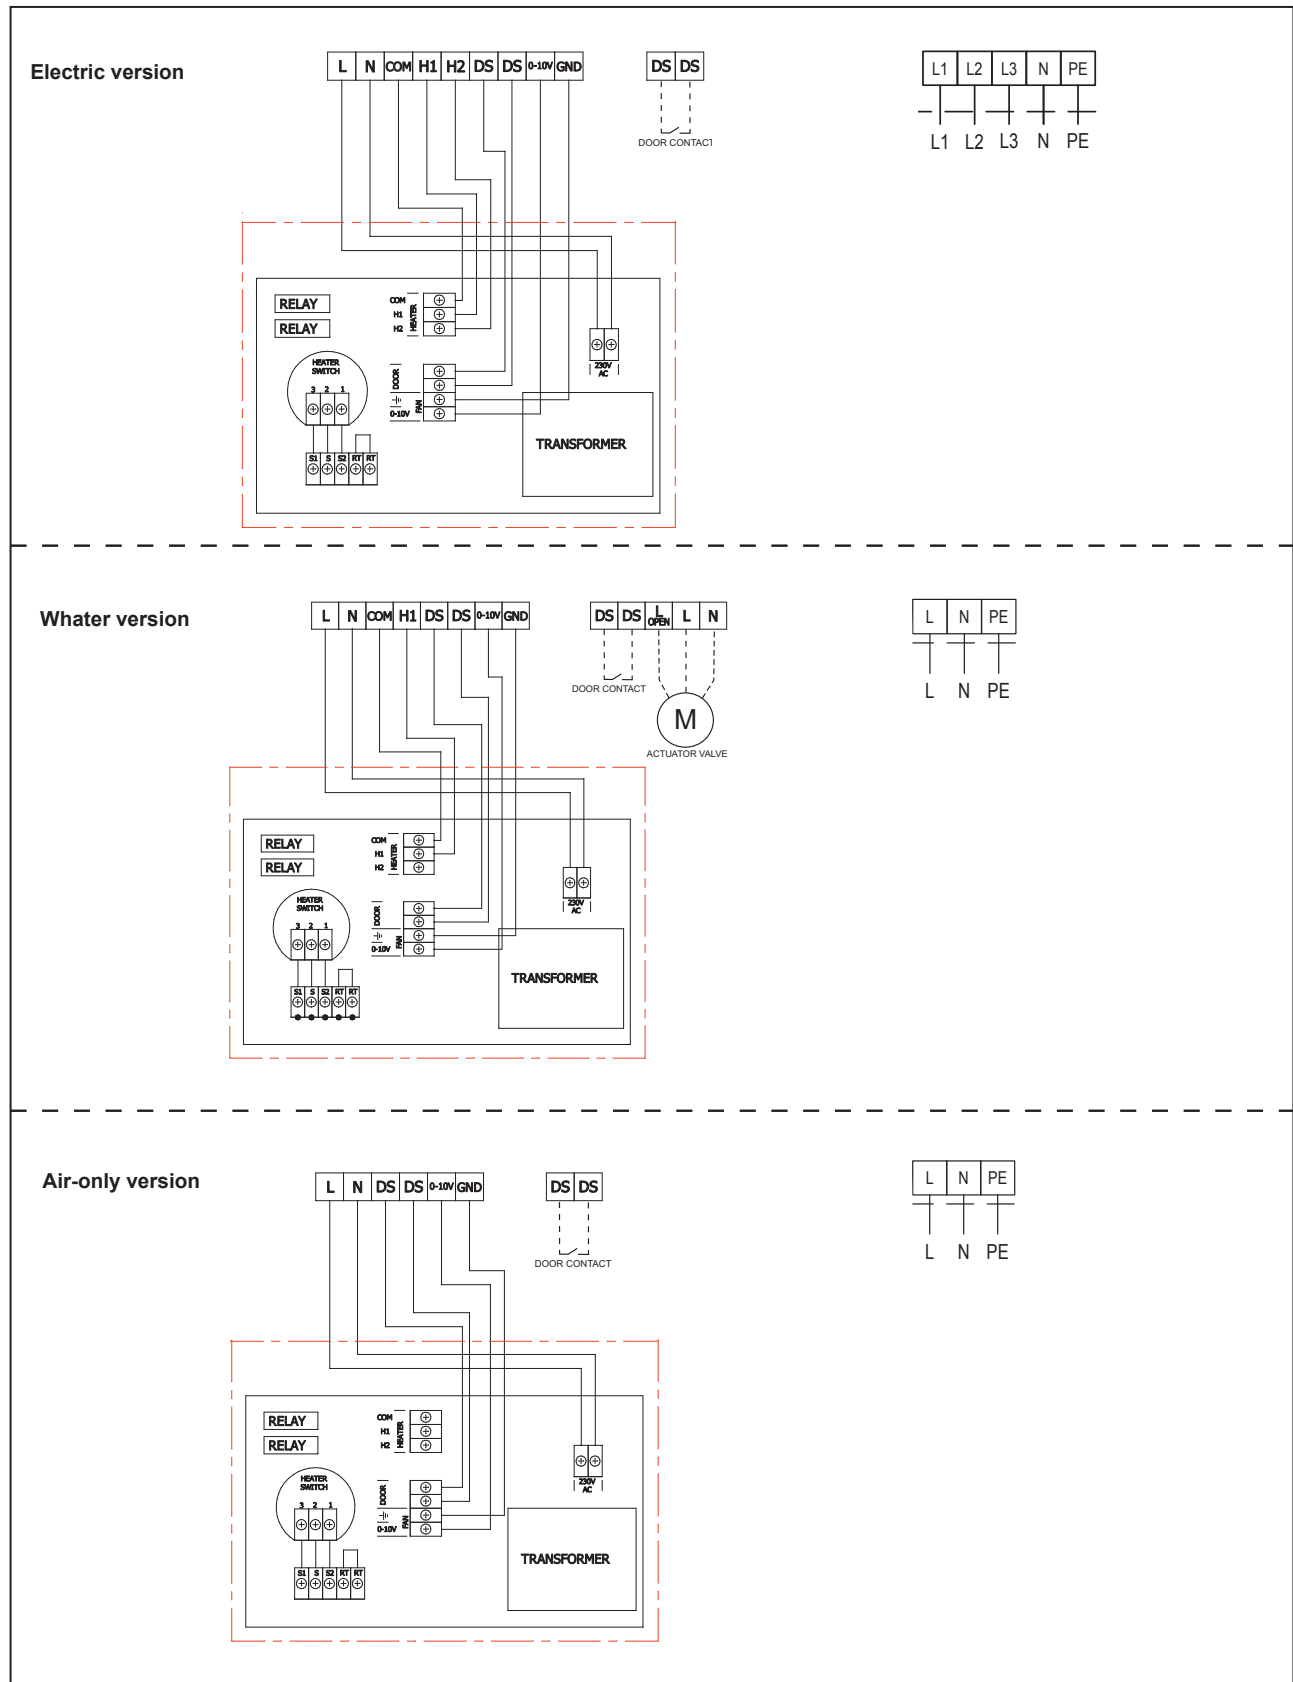 Electric version
L N COM H1 H2 DS DS 0-10V GND
DS DS
DOOR CONTACT
L1 L2 L3 N PE
L1 L2 L3 N PE
RELAY
RELAY
COM
H1
H2
HEATER
HEATER
SWITCH
3 2 1
S1 S S2 RT RT
DOOR
FAN
0-10V
230V
AC
TRANSFORMER
Whater version
L N COM H1 DS DS 0-10V GND
DS DS L OPEN L N
DOOR CONTACT
M
ACTUATOR VALVE
L N PE
L N PE
RELAY
RELAY
COM
H1
H2
HEATER
HEATER
SWITCH
3 2 1
S1 S S2 RT RT
DOOR
FAN
0-10V
230V
AC
TRANSFORMER
Air-only version
L N DS DS 0-10V GND
DS DS
DOOR CONTACT
L N PE
L N PE
RELAY
RELAY
COM
H1
H2
HEATER
HEATER
SWITCH
3 2 1
S1 S S2 RT RT
DOOR
FAN
0-10V
230V
AC
TRANSFORMER